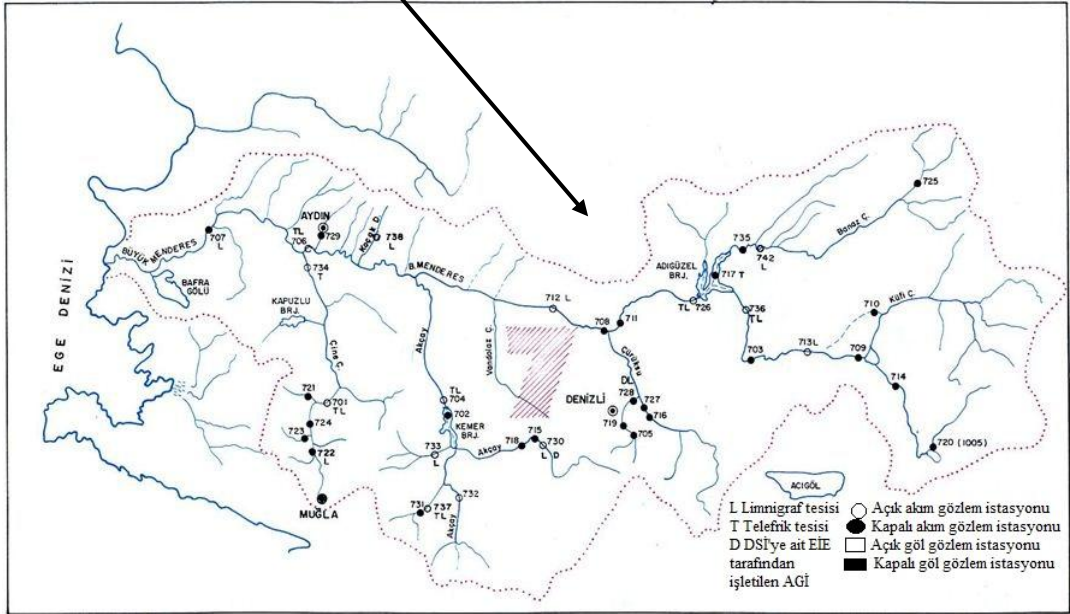 725
735
742
L
Banaz Ç.
AYDIN
TL
706
729
Koçak D.
738
L
707
L
BÜYÜK MENDERES
734
T
B.MENDERES
ADIGÜZEL
BRJ.
717 T
BAFRA
GÖLÜ
KAPUZLU
BRJ.
712 L
TL 726
736
TL
710
Küfi Ç.
708
711
EGE DENİZİ
Çine Ç.
Akçay
Vandalaz Ç.
7
Çürüksu
703
713L
709
714
721
701
TL
TL
704
702
KEMER
BRJ.
DL
728
727
716
DENİZLİ
719
705
724
723
722
L
733
L
Akçay
718
715
730
L D
720 (1005)
MUĞLA
731
737
TL
732
Akçay
ACIGÖL
L Limnigraf tesisi
T Telefrik tesisi
D DSİ'ye ait EİE
tarafından
işletilen AGİ
Açık akım gözlem istasyonu
Kapalı akım gözlem istasyonu
Açık göl gözlem istasyonu
Kapalı göl gözlem istasyonu